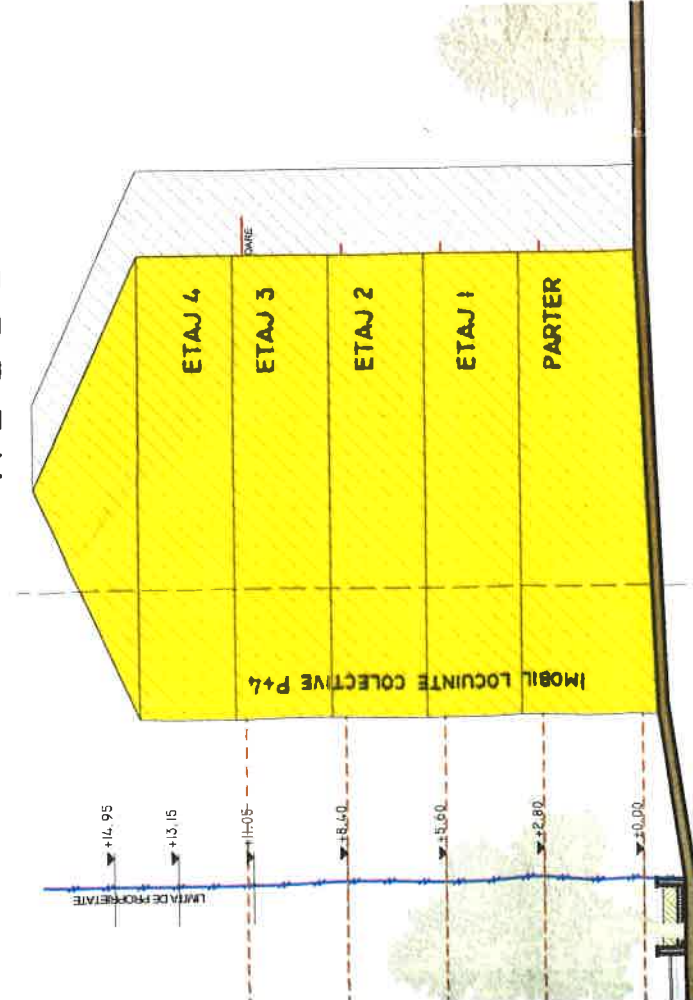 OARE
ETAJ 4
ETAJ 3
ETAJ 2
ETAJ 1
PARTER
IMOBIL LOCUINTE COLECTIVE P+4
+14.95
+13.15
+11.05
+8.40
+5.60
+2.80
±0.00
LIMITA DE PROPRIETATE